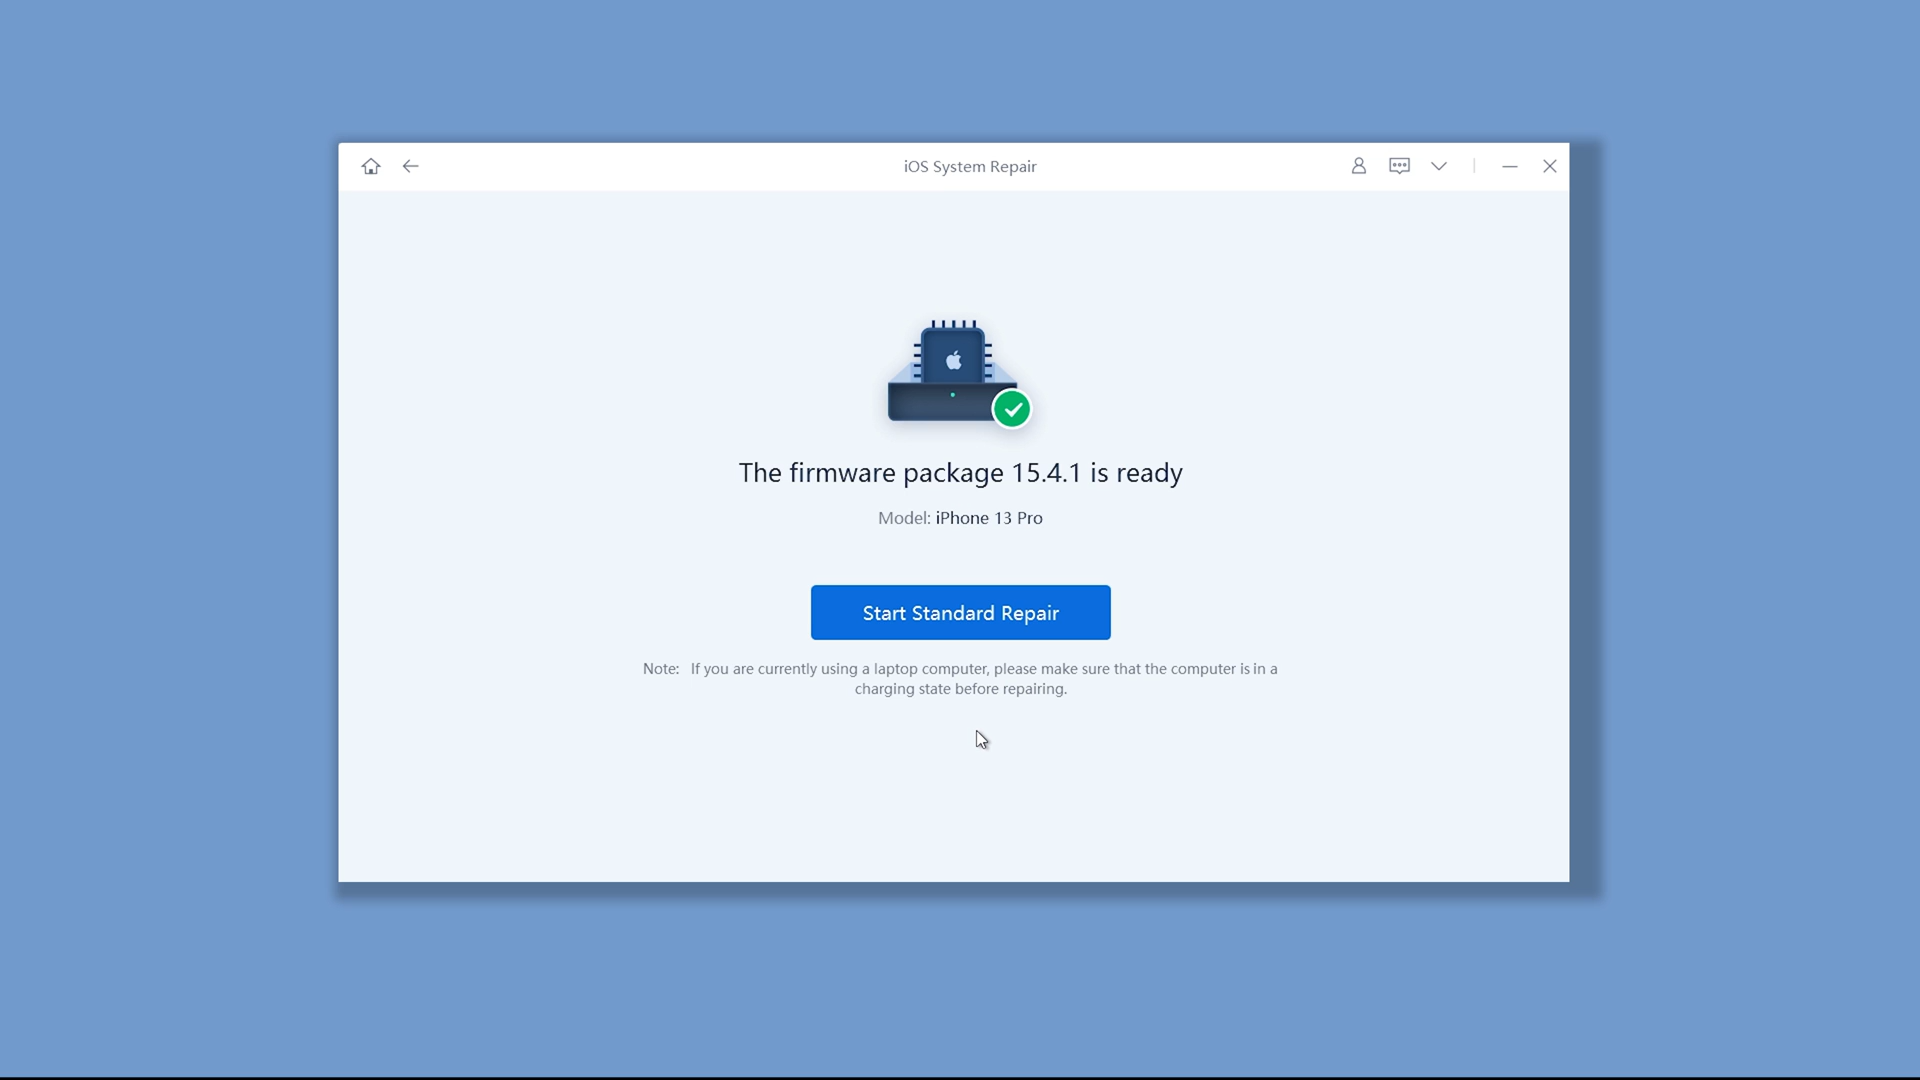 iOS System Repair
The firmware package 15.4.1 is ready
Model: iPhone 13 Pro
Start Standard Repair
Note: If you are currently using a laptop computer, please make sure that the computer is in a
charging state before repairing.